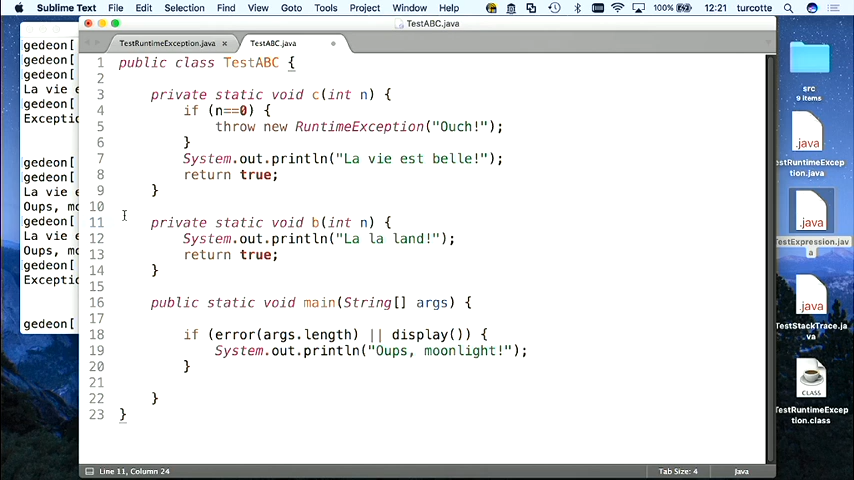 Sublime Text File Edit Selection Find View Goto Tools Project Window Help 100% 12:21 turcotte
TestABC.java
TestRuntimeException.java × TestABC.java
1 public class TestABC {
2
3 private static void c(int n) {
4 if (n==0) {
5 throw new RuntimeException("Ouch!");
6 }
7 System.out.println("La vie est belle!");
8 return true;
9 }
10
11 private static void b(int n) {
12 System.out.println("La la land!");
13 return true;
14 }
15
16 public static void main(String[] args) {
17
18 if (error(args.length) || display()) {
19 System.out.println("Oups, moonlight!");
20 }
21
22 }
23 }
Line 11, Column 24 Tab Size: 4 Java
gedeon[
gedeon[
gedeon[
La vie e
gedeon[
Exceptio
gedeon[
gedeon[
La vie e
Oups, mo
gedeon[
La vie e
Oups, mo
gedeon[
Exceptio
gedeon[
src
9 items
.java
TestRuntimeExcep
tion.java
.java
TestExpression.jav
a
.java
TestStackTrace.ja
va
CLASS
TestRuntimeExcep
tion.class